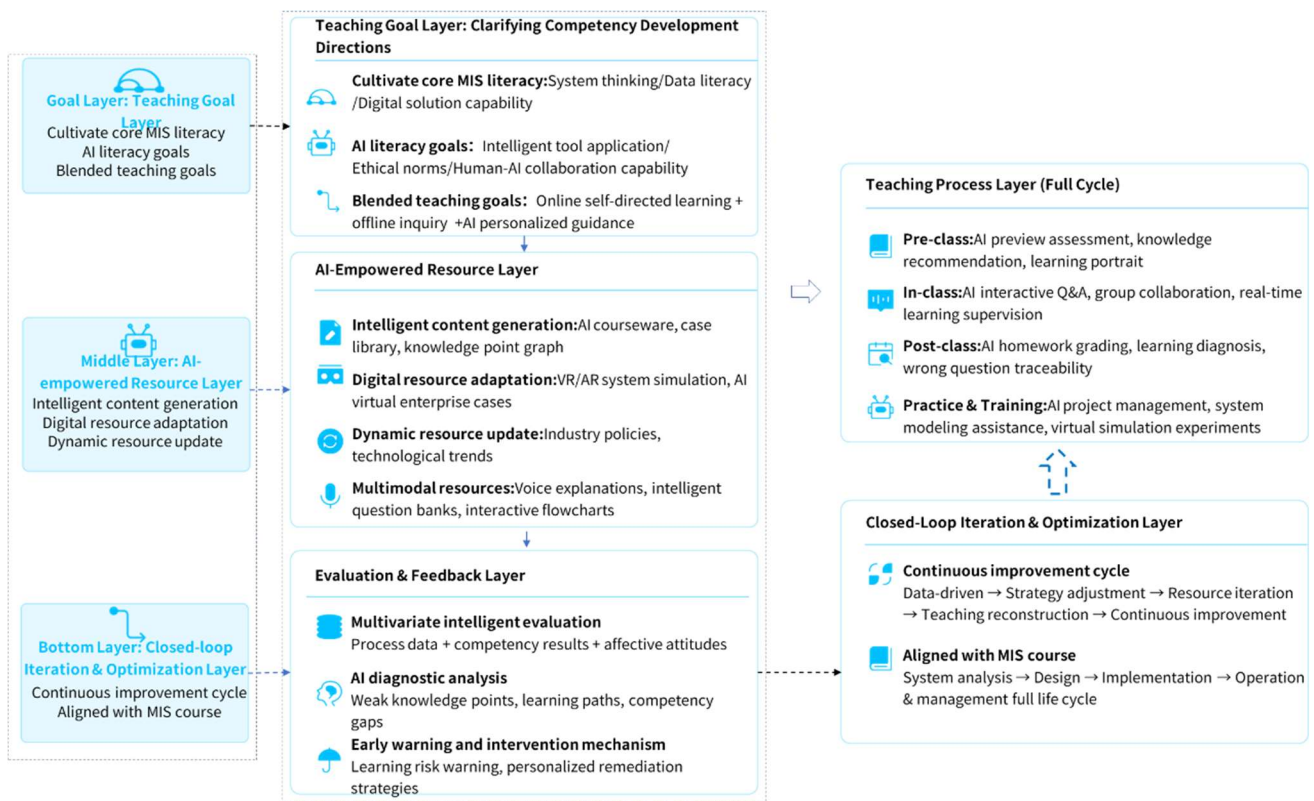 Goal Layer: Teaching Goal
Layer
Cultivate core MIS literacy
AI literacy goals
Blended teaching goals
Middle Layer: AI-
empowered Resource Layer
Intelligent content generation
Digital resource adaptation
Dynamic resource update
Bottom Layer: Closed-loop
Iteration & Optimization Layer
Continuous improvement cycle
Aligned with MIS course
Teaching Goal Layer: Clarifying Competency Development
Directions
Cultivate core MIS literacy:System thinking/Data literacy
/Digital solution capability
AI literacy goals: Intelligent tool application/
Ethical norms/Human-AI collaboration capability
Blended teaching goals: Online self-directed learning +
offline inquiry +AI personalized guidance
AI-Empowered Resource Layer
Intelligent content generation:AI courseware, case
library, knowledge point graph
Digital resource adaptation:VR/AR system simulation, AI
virtual enterprise cases
Dynamic resource update:Industry policies,
technological trends
Multimodal resources:Voice explanations, intelligent
question banks, interactive flowcharts
Evaluation & Feedback Layer
Multivariate intelligent evaluation
Process data + competency results + affective attitudes
AI diagnostic analysis
Weak knowledge points, learning paths, competency
gaps
Early warning and intervention mechanism
Learning risk warning, personalized remediation
strategies
Teaching Process Layer (Full Cycle)
Pre-class:AI preview assessment, knowledge
recommendation, learning portrait
In-class:AI interactive Q&A, group collaboration, real-time
learning supervision
Post-class:AI homework grading, learning diagnosis,
wrong question traceability
Practice & Training:AI project management, system
modeling assistance, virtual simulation experiments
Closed-Loop Iteration & Optimization Layer
Continuous improvement cycle
Data-driven → Strategy adjustment → Resource iteration
→ Teaching reconstruction → Continuous improvement
Aligned with MIS course
System analysis → Design → Implementation → Operation
& management full life cycle